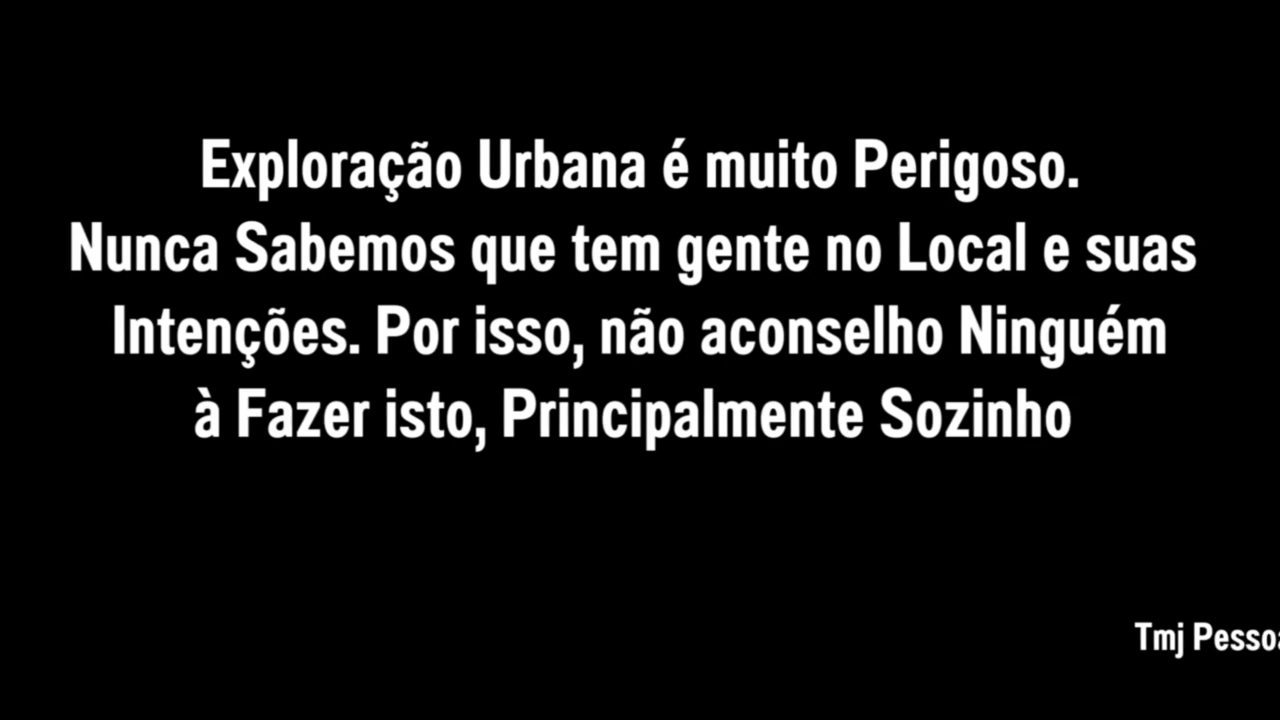 Exploração Urbana é muito Perigoso.
Nunca Sabemos que tem gente no Local e suas
Intenções. Por isso, não aconselho Ninguém
à Fazer isto, Principalmente Sozinho
Tmj